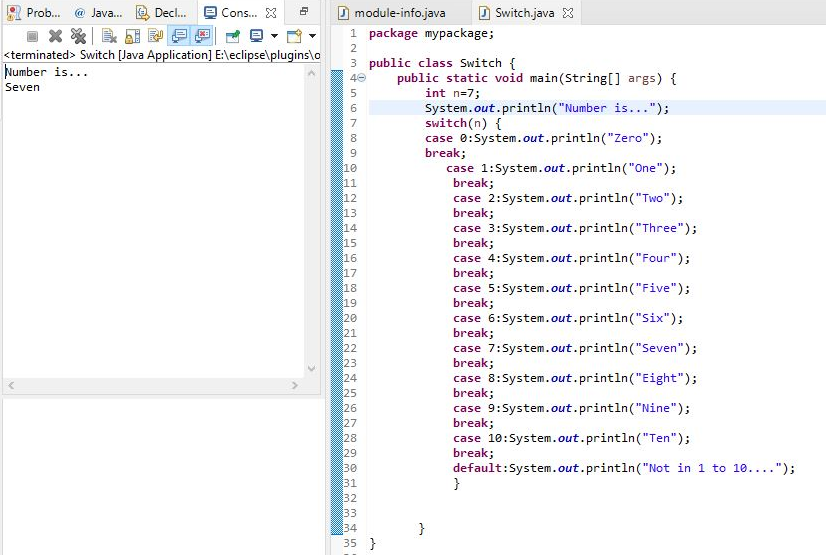 Prob... Java... Decl... Cons...
<terminated> Switch [Java Application] E:\eclipse\plugins\o
Number is...
Seven
module-info.java Switch.java
1 package mypackage;
2
3 public class Switch {
4 public static void main(String[] args) {
5 int n=7;
6 System.out.println("Number is...");
7 switch(n) {
8 case 0:System.out.println("Zero");
9 break;
10 case 1:System.out.println("One");
11 break;
12 case 2:System.out.println("Two");
13 break;
14 case 3:System.out.println("Three");
15 break;
16 case 4:System.out.println("Four");
17 break;
18 case 5:System.out.println("Five");
19 break;
20 case 6:System.out.println("Six");
21 break;
22 case 7:System.out.println("Seven");
23 break;
24 case 8:System.out.println("Eight");
25 break;
26 case 9:System.out.println("Nine");
27 break;
28 case 10:System.out.println("Ten");
29 break;
30 default:System.out.println("Not in 1 to 10....");
31 }
32
33
34 }
35 }